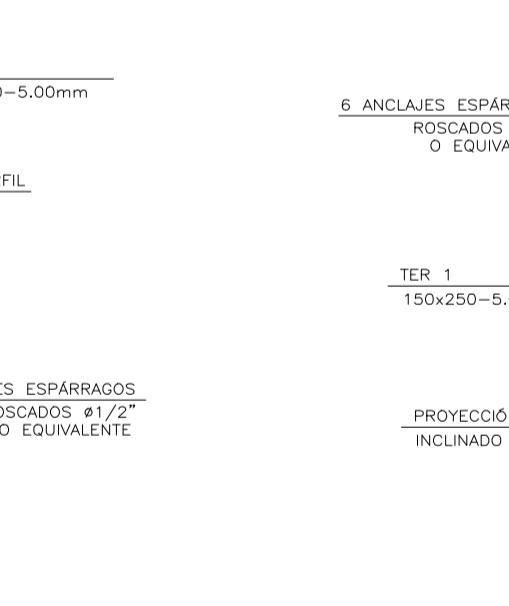 0-5.00mm
6 ANCLAJES ESPÁR
ROSCADOS
O EQUIVA
FIL
TER 1
150x250-5.
ES ESPÁRRAGOS
OSCADOS ø1/2"
O EQUIVALENTE
PROYECCIÓ
INCLINADO